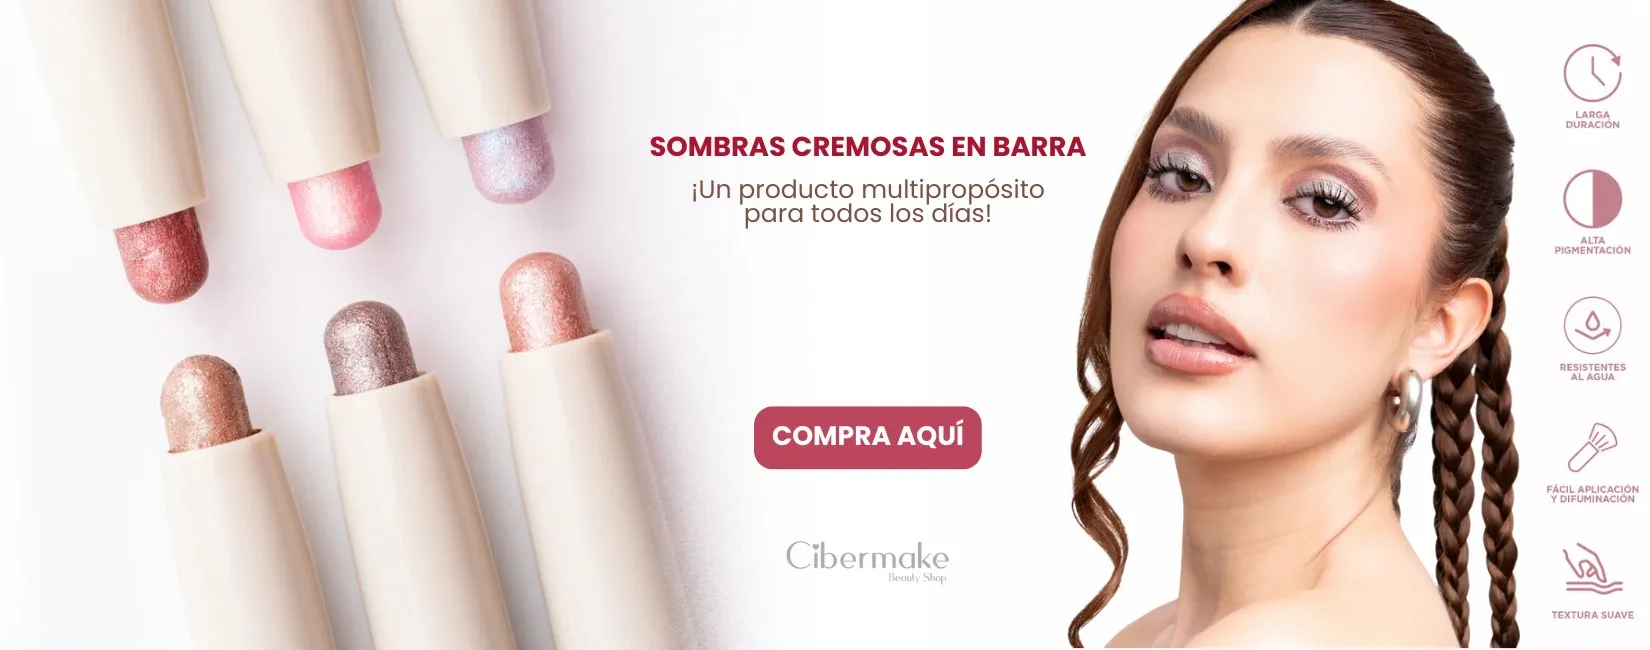 SOMBRAS CREMOSAS EN BARRA
¡Un producto multipropósito
para todos los días!
COMPRA AQUÍ
Cibermake
Beauty Shop
LARGA
DURACIÓN
ALTA
PIGMENTACIÓN
RESISTENTES
AL AGUA
FÁCIL APLICACIÓN
Y DIFUMINACIÓN
TEXTURA SUAVE